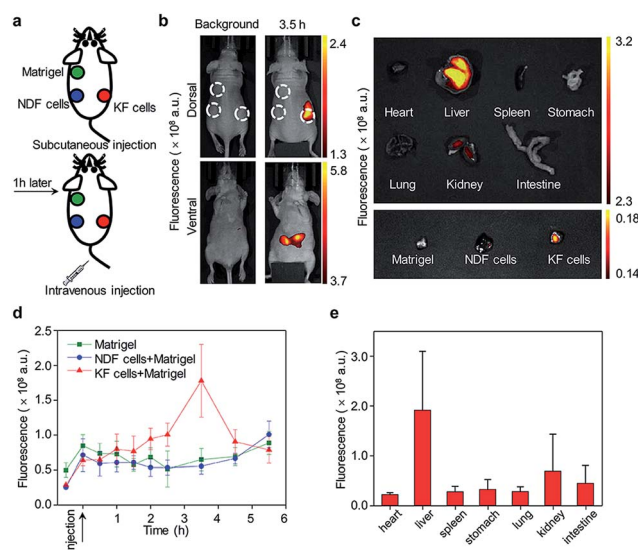 a
Matrigel
NDF cells
KF cells
Subcutaneous injection
1h later
Intravenous injection
b
Background
3.5 h
Dorsal
Ventral
Fluorescence (× 10⁸ a.u.)
2.4
1.3
5.8
3.7
c
Fluorescence (× 10⁸ a.u.)
Heart
Liver
Spleen
Stomach
Lung
Kidney
Intestine
Matrigel
NDF cells
KF cells
3.2
2.3
0.18
0.14
d
Fluorescence (× 10⁸ a.u.)
2.5
2.0
1.5
1.0
0.5
0.0
Matrigel
NDF cells+Matrigel
KF cells+Matrigel
1
2
3
4
5
6
injection
Time (h)
e
Fluorescence (× 10⁸ a.u.)
3.0
2.0
1.0
0.0
heart
liver
spleen
stomach
lung
kidney
intestine